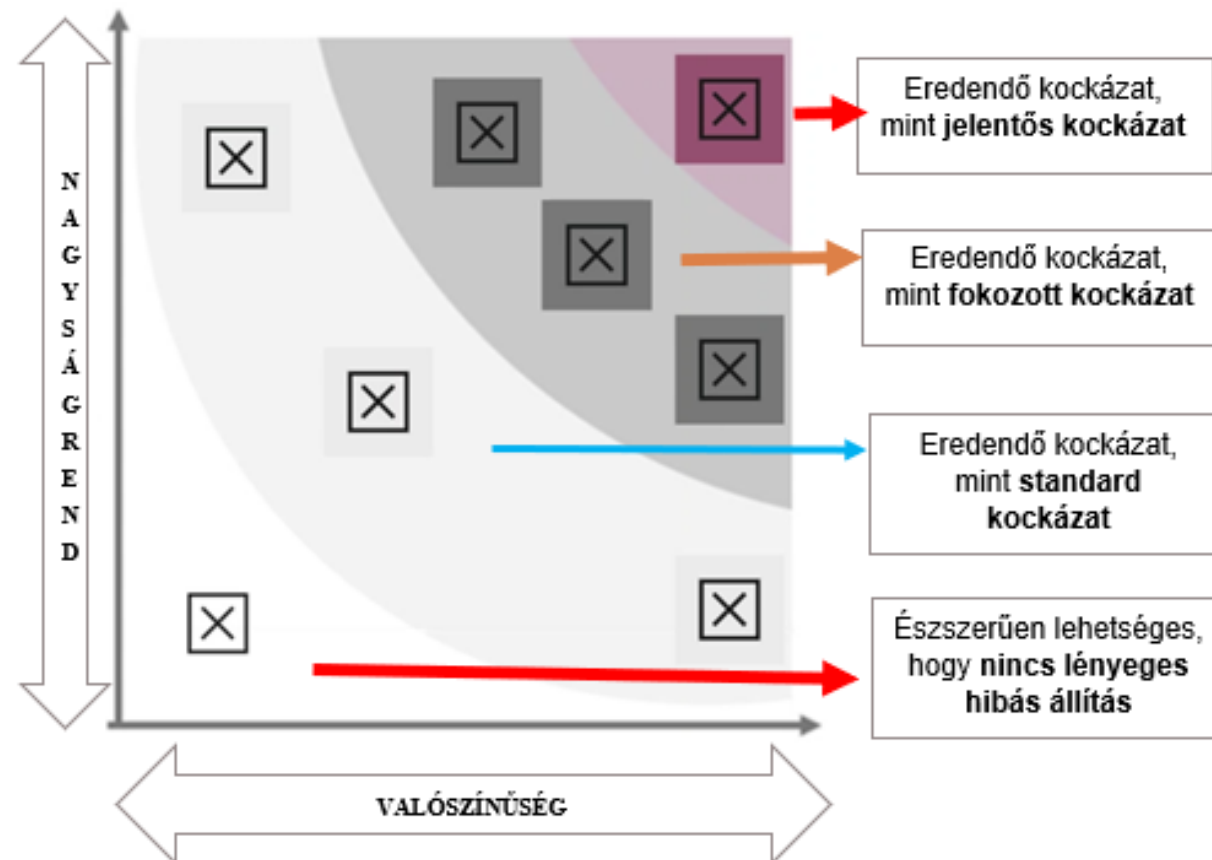 NAGYSÁGREND
Eredendő kockázat,
mint jelentős kockázat
Eredendő kockázat,
mint fokozott kockázat
Eredendő kockázat,
mint standard
kockázat
Észszerűen lehetséges,
hogy nincs lényeges
hibás állítás
VALÓSZÍNŰSÉG